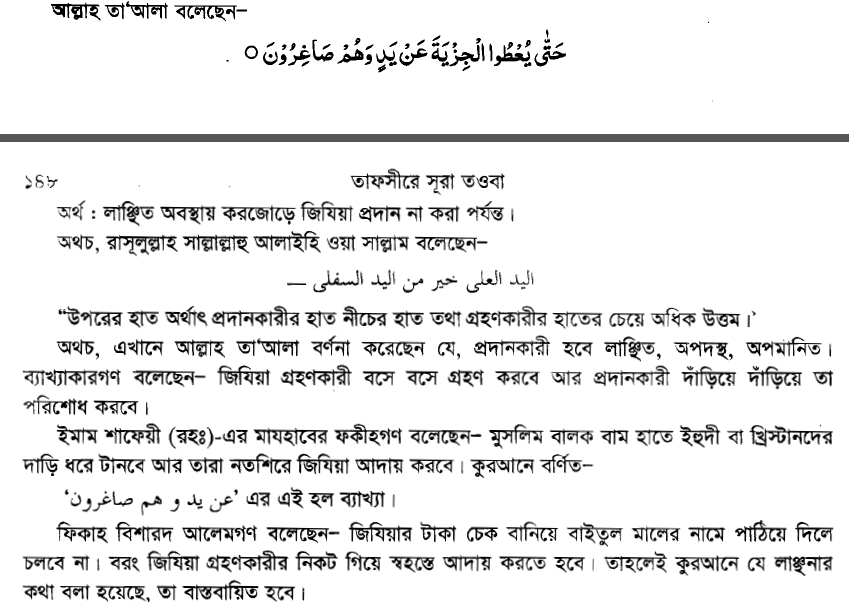 আল্লাহ তা‘আলা বলেছেন–
حَتّٰى يُعْطُوا الْجِزْيَةَ عَنْ يَدٍ وَهُمْ صَاغِرُوْنَ ○
১৪৮ তাফসীরে সূরা তওবা
অর্থ : লাঞ্ছিত অবস্থায় করজোড়ে জিযিয়া প্রদান না করা পর্যন্ত।
অথচ, রাসূলুল্লাহ সাল্লাল্লাহু আলাইহি ওয়া সাল্লাম বলেছেন–
اليد العلى خير من اليد السفلى —
“উপরের হাত অর্থাৎ প্রদানকারীর হাত নীচের হাত তথা গ্রহণকারীর হাতের চেয়ে অধিক উত্তম।’
অথচ, এখানে আল্লাহ তা‘আলা বর্ণনা করেছেন যে, প্রদানকারী হবে লাঞ্ছিত, অপদস্থ, অপমানিত।
ব্যাখ্যাকারগণ বলেছেন– জিযিয়া গ্রহণকারী বসে বসে গ্রহণ করবে আর প্রদানকারী দাঁড়িয়ে দাঁড়িয়ে তা
পরিশোধ করবে।
ইমাম শাফেয়ী (রহঃ)-এর মাযহাবের ফকীহগণ বলেছেন– মুসলিম বালক বাম হাতে ইহুদী বা খ্রিস্টানদের
দাড়ি ধরে টানবে আর তারা নতশিরে জিযিয়া আদায় করবে। কুরআনে বর্ণিত–
‘عن يد و هم صاغرون’ এর এই হল ব্যাখ্যা।
ফিকাহ বিশারদ আলেমগণ বলেছেন– জিযিয়ার টাকা চেক বানিয়ে বাইতুল মালের নামে পাঠিয়ে দিলে
চলবে না। বরং জিযিয়া গ্রহণকারীর নিকট গিয়ে স্বহস্তে আদায় করতে হবে। তাহলেই কুরআনে যে লাঞ্ছনার
কথা বলা হয়েছে, তা বাস্তবায়িত হবে।